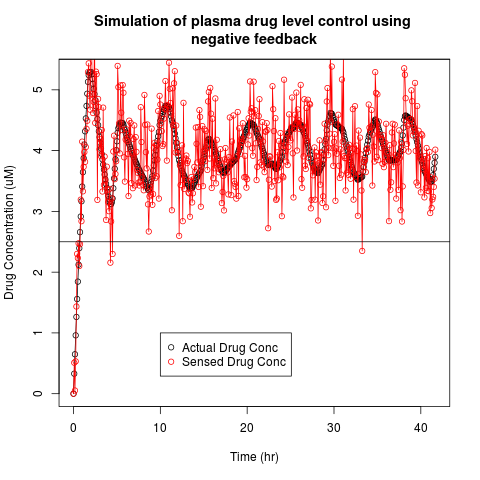 Simulation of plasma drug level control using
negative feedback
Drug Concentration (uM)
5
4
3
2
1
0
Actual Drug Conc
Sensed Drug Conc
0 10 20 30 40
Time (hr)